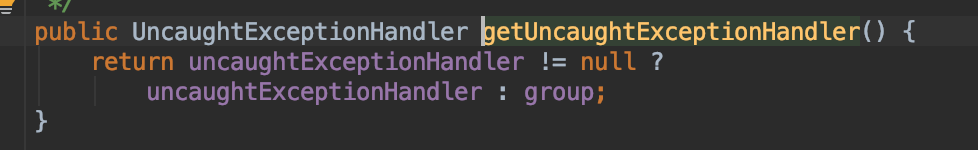 */
public UncaughtExceptionHandler getUncaughtExceptionHandler() {
return uncaughtExceptionHandler != null ?
uncaughtExceptionHandler : group;
}